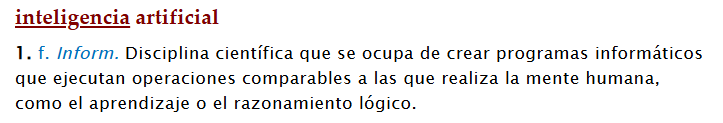 inteligencia artificial
1. f. Inform. Disciplina científica que se ocupa de crear programas informáticos
que ejecutan operaciones comparables a las que realiza la mente humana,
como el aprendizaje o el razonamiento lógico.